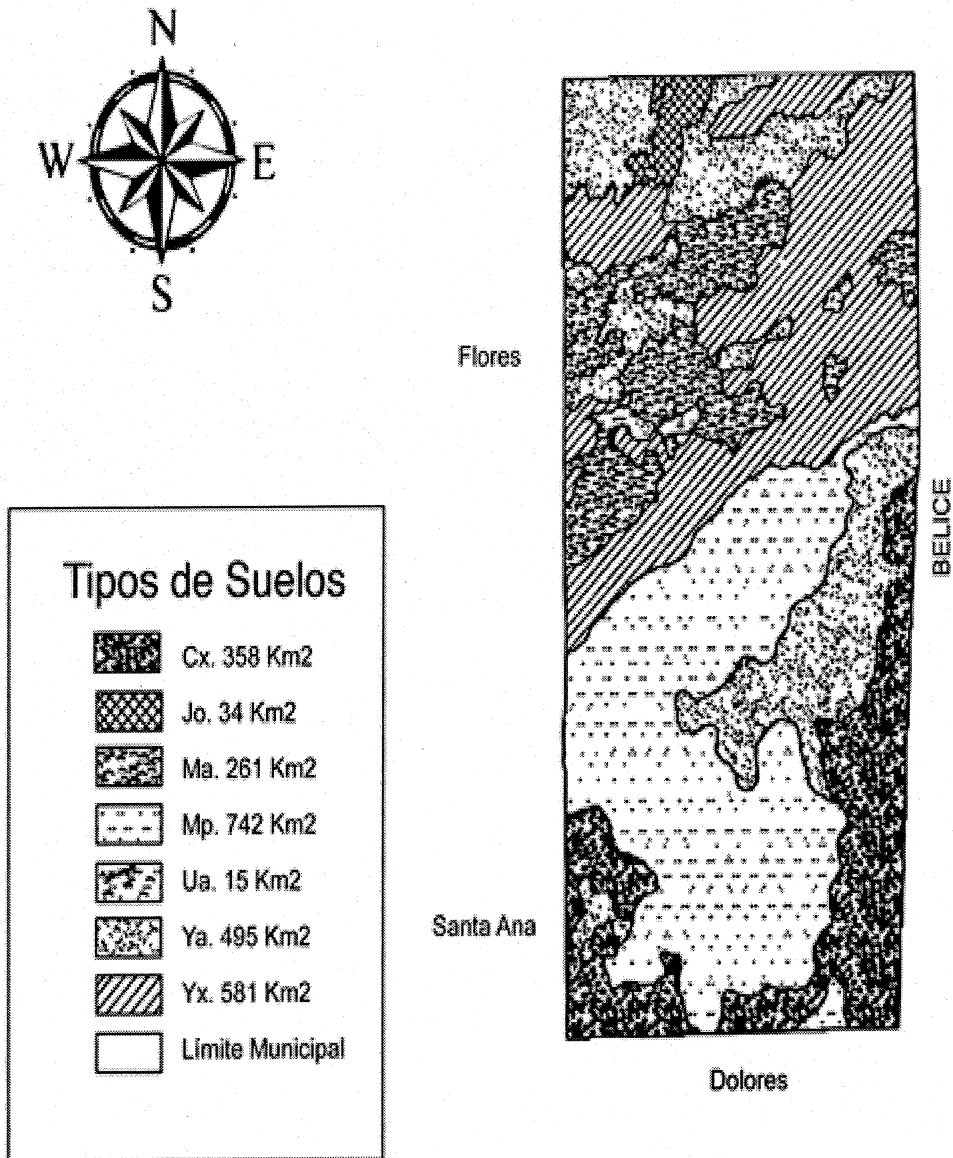 N
W E
S
Flores
BELICE
Tipos de Suelos
Cx. 358 Km2
Jo. 34 Km2
Ma. 261 Km2
Mp. 742 Km2
Ua. 15 Km2
Ya. 495 Km2
Yx. 581 Km2
Límite Municipal
Santa Ana
Dolores